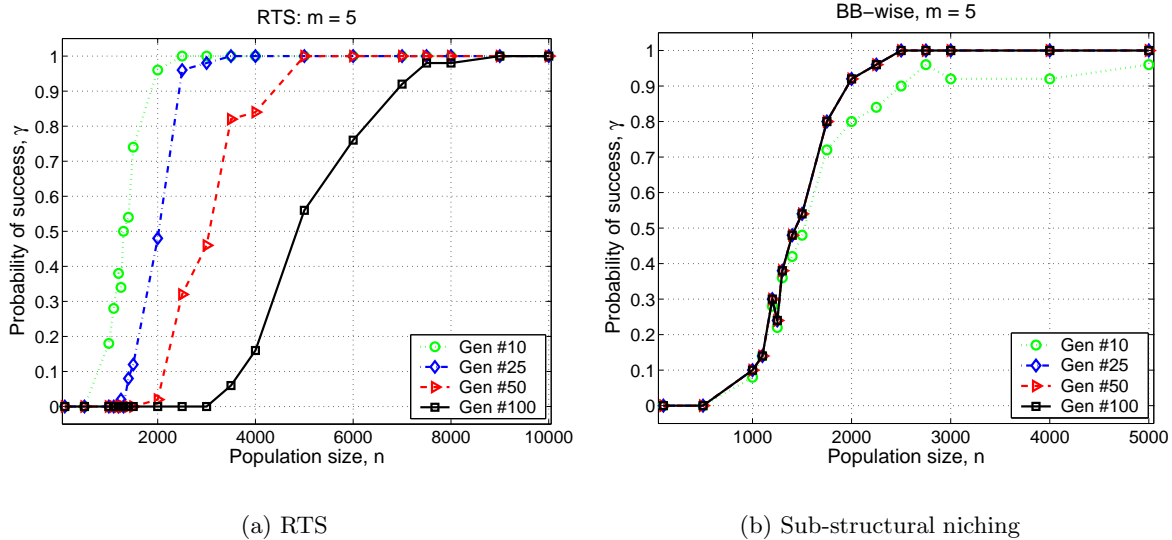 RTS: m = 5
1
0.9
0.8
0.7
0.6
0.5
0.4
0.3
0.2
0.1
0
Probability of success, γ
Gen #10
Gen #25
Gen #50
Gen #100
2000 4000 6000 8000 10000
Population size, n
(a) RTS
BB−wise, m = 5
1
0.9
0.8
0.7
0.6
0.5
0.4
0.3
0.2
0.1
0
Probability of success, γ
Gen #10
Gen #25
Gen #50
Gen #100
1000 2000 3000 4000 5000
Population size, n
(b) Sub-structural niching